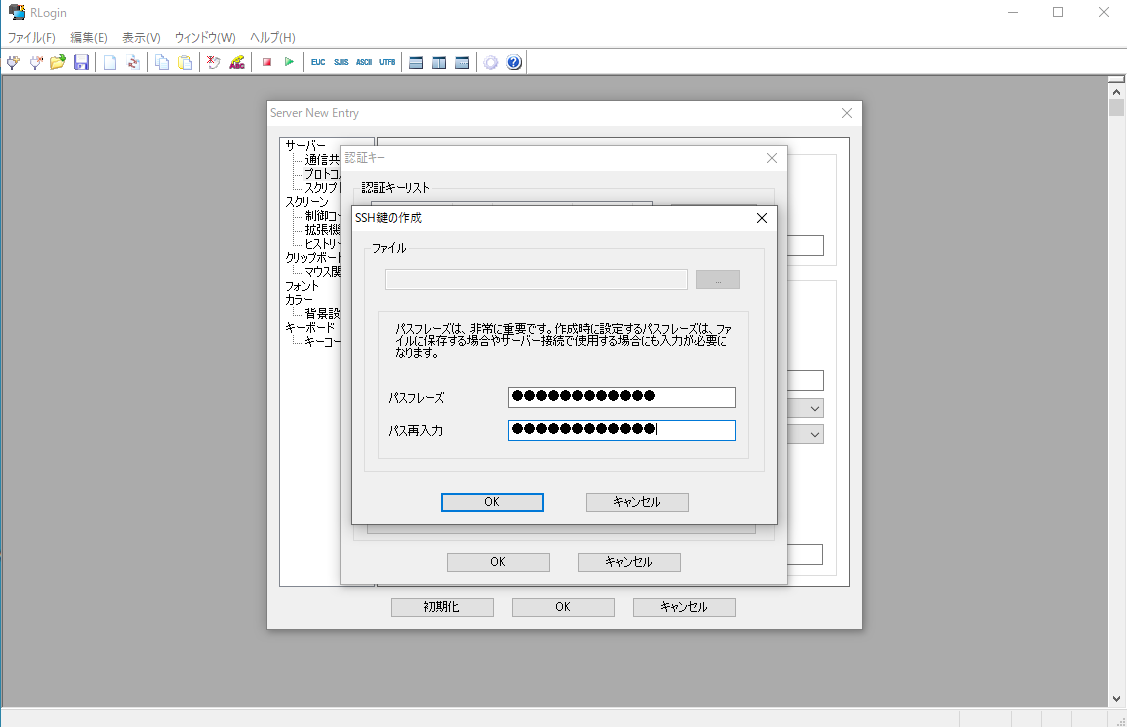 RLogin
ファイル(F) 編集(E) 表示(V) ウィンドウ(W) ヘルプ(H)
EUC SJIS ASCII UTF8
Server New Entry
サーバー
通信共
プロトコ
スクリプト
スクリーン
制御コー
拡張機
ヒストリー
クリップボード
マウス関
フォント
カラー
背景設
キーボード
キーコー
認証キー
認証キーリスト
SSH鍵の作成
ファイル
...
パスフレーズは、非常に重要です。作成時に設定するパスフレーズは、ファ
イルに保存する場合やサーバー接続で使用する場合にも入力が必要に
なります。
パスフレーズ ●●●●●●●●●●●●
パス再入力 ●●●●●●●●●●●●
OK キャンセル
OK キャンセル
初期化 OK キャンセル